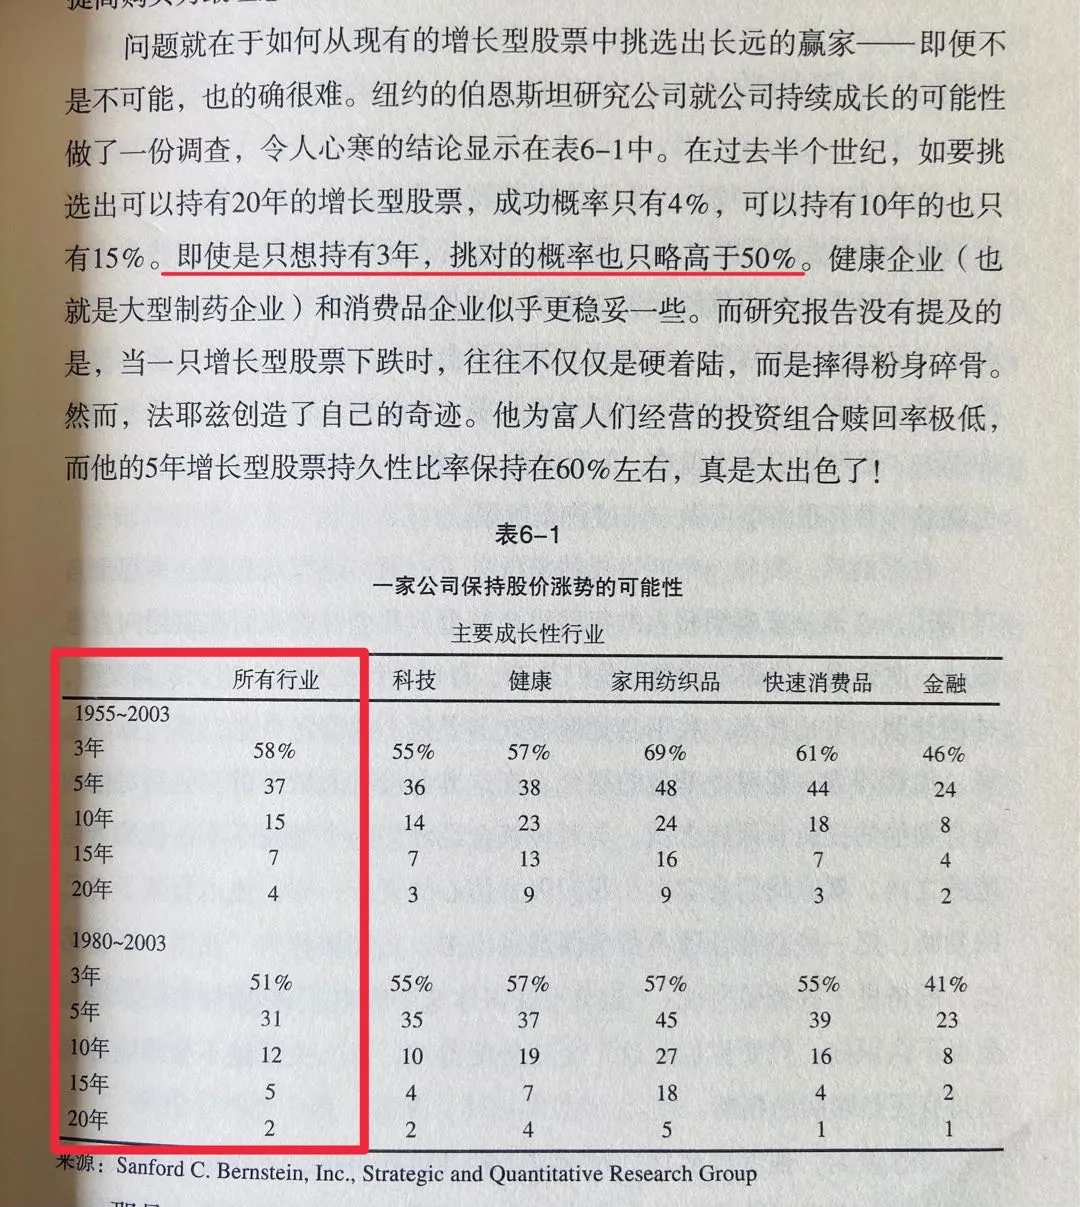 问题就在于如何从现有的增长型股票中挑选出长远的赢家——即便不
是不可能，也的确很难。纽约的伯恩斯坦研究公司就公司持续成长的可能性
做了一份调查，令人心寒的结论显示在表6-1中。在过去半个世纪，如要挑
选出可以持有20年的增长型股票，成功概率只有4%，可以持有10年的也只
有15%。即使是只想持有3年，挑对的概率也只略高于50%。健康企业（也
就是大型制药企业）和消费品企业似乎更稳妥一些。而研究报告没有提及的
是，当一只增长型股票下跌时，往往不仅仅是硬着陆，而是摔得粉身碎骨。
然而，法耶兹创造了自己的奇迹。他为富人们经营的投资组合赎回率极低，
而他的5年增长型股票持久性比率保持在60%左右，真是太出色了！
表6-1
一家公司保持股价涨势的可能性
主要成长性行业
所有行业 科技 健康 家用纺织品 快速消费品 金融
1955~2003
3年 58% 55% 57% 69% 61% 46%
5年 37 36 38 48 44 24
10年 15 14 23 24 18 8
15年 7 7 13 16 7 4
20年 4 3 9 9 3 2
1980~2003
3年 51% 55% 57% 57% 55% 41%
5年 31 35 37 45 39 23
10年 12 10 19 27 16 8
15年 5 4 7 18 4 2
20年 2 2 4 5 1 1
来源：Sanford C. Bernstein, Inc., Strategic and Quantitative Research Group